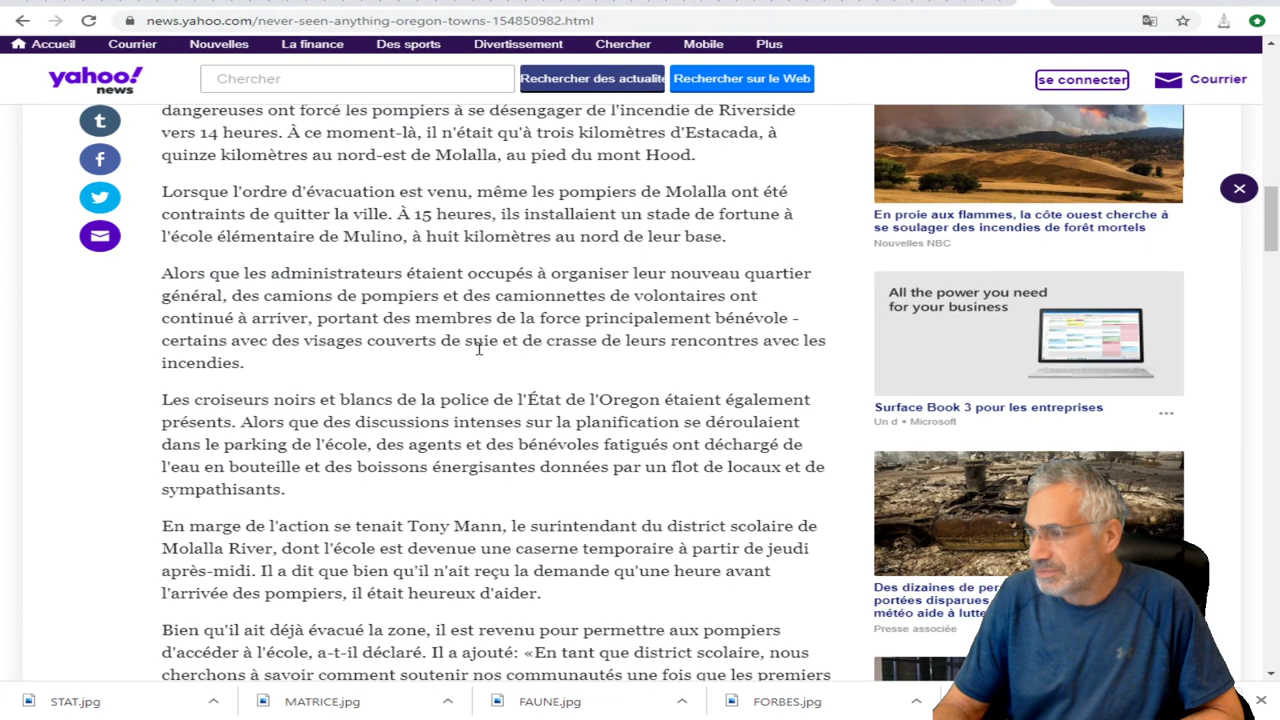 news.yahoo.com/never-seen-anything-oregon-towns-154850982.html
Accueil Courrier Nouvelles La finance Des sports Divertissement Chercher Mobile Plus
yahoo!
news
Chercher
Rechercher des actualité
Rechercher sur le Web
se connecter
Courrier
dangereuses ont forcé les pompiers à se désengager de l'incendie de Riverside
vers 14 heures. À ce moment-là, il n'était qu'à trois kilomètres d'Estacada, à
quinze kilomètres au nord-est de Molalla, au pied du mont Hood.
Lorsque l'ordre d'évacuation est venu, même les pompiers de Molalla ont été
contraints de quitter la ville. À 15 heures, ils installaient un stade de fortune à
l'école élémentaire de Mulino, à huit kilomètres au nord de leur base.
Alors que les administrateurs étaient occupés à organiser leur nouveau quartier
général, des camions de pompiers et des camionnettes de volontaires ont
continué à arriver, portant des membres de la force principalement bénévole -
certains avec des visages couverts de suie et de crasse de leurs rencontres avec les
incendies.
Les croiseurs noirs et blancs de la police de l'État de l'Oregon étaient également
présents. Alors que des discussions intenses sur la planification se déroulaient
dans le parking de l'école, des agents et des bénévoles fatigués ont déchargé de
l'eau en bouteille et des boissons énergisantes données par un flot de locaux et de
sympathisants.
En marge de l'action se tenait Tony Mann, le surintendant du district scolaire de
Molalla River, dont l'école est devenue une caserne temporaire à partir de jeudi
après-midi. Il a dit que bien qu'il n'ait reçu la demande qu'une heure avant
l'arrivée des pompiers, il était heureux d'aider.
Bien qu'il ait déjà évacué la zone, il est revenu pour permettre aux pompiers
d'accéder à l'école, a-t-il déclaré. Il a ajouté: «En tant que district scolaire, nous
cherchons à savoir comment soutenir nos communautés une fois que les premiers
En proie aux flammes, la côte ouest cherche à
se soulager des incendies de forêt mortels
Nouvelles NBC
All the power you need
for your business
Surface Book 3 pour les entreprises
Un d • Microsoft
Des dizaines de per
portées disparues
météo aide à lutte
Presse associée
STAT.jpg
MATRICE.jpg
FAUNE.jpg
FORBES.jpg